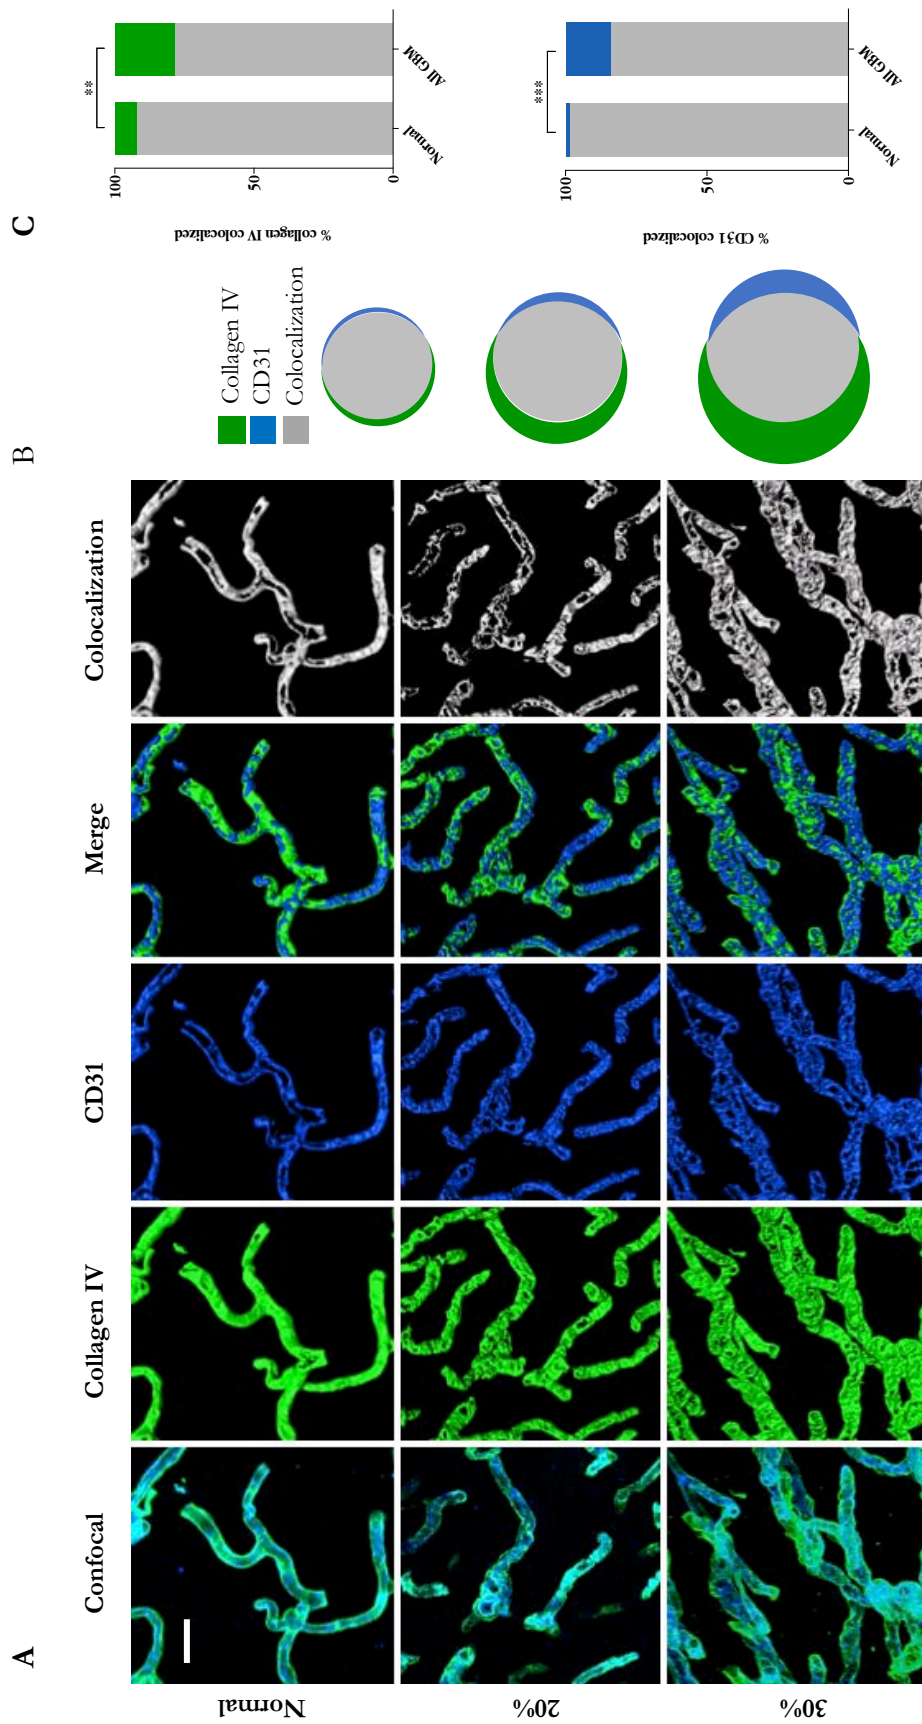 A
Confocal
Collagen IV
CD31
Merge
Colocalization
Normal
20%
30%
B
Collagen IV
CD31
Colocalization
C
% collagen IV colocalized
100
50
0
**
Normal
All GBM
% CD31 colocalized
100
50
0
***
Normal
All GBM